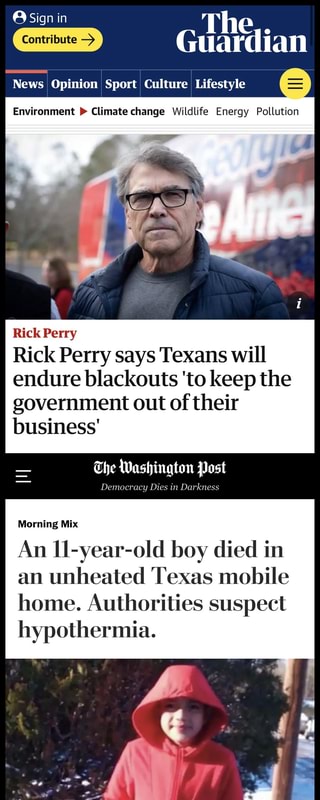 Sign in
Contribute →
The
Guardian
News Opinion Sport Culture Lifestyle
Environment ▶ Climate change Wildlife Energy Pollution
Georgia
Ame
i
Rick Perry
Rick Perry says Texans will
endure blackouts 'to keep the
government out of their
business'
The Washington Post
Democracy Dies in Darkness
Morning Mix
An 11-year-old boy died in
an unheated Texas mobile
home. Authorities suspect
hypothermia.